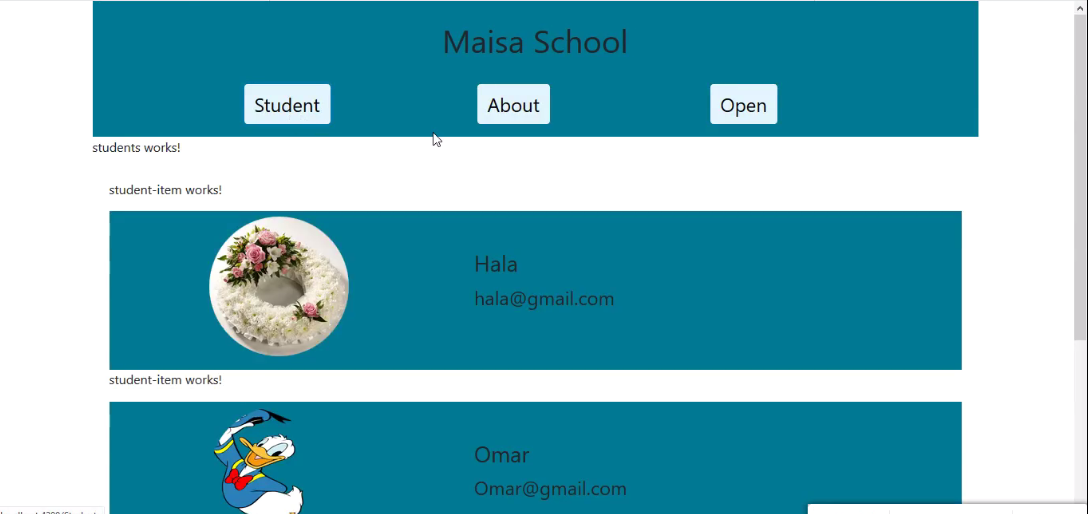 Maisa School
Student About Open
students works!
student-item works!
Hala
hala@gmail.com
student-item works!
Omar
Omar@gmail.com